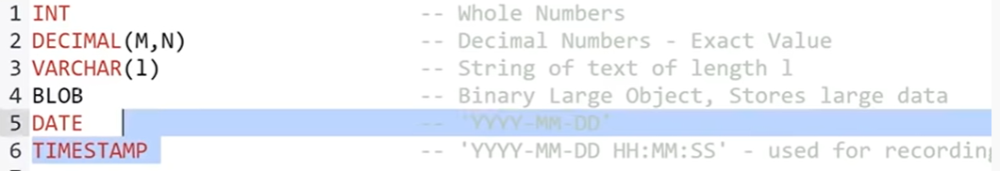 1 INT -- Whole Numbers
2 DECIMAL(M,N) -- Decimal Numbers - Exact Value
3 VARCHAR(l) -- String of text of length l
4 BLOB -- Binary Large Object, Stores large data
5 DATE -- 'YYYY-MM-DD'
6 TIMESTAMP -- 'YYYY-MM-DD HH:MM:SS' - used for recording